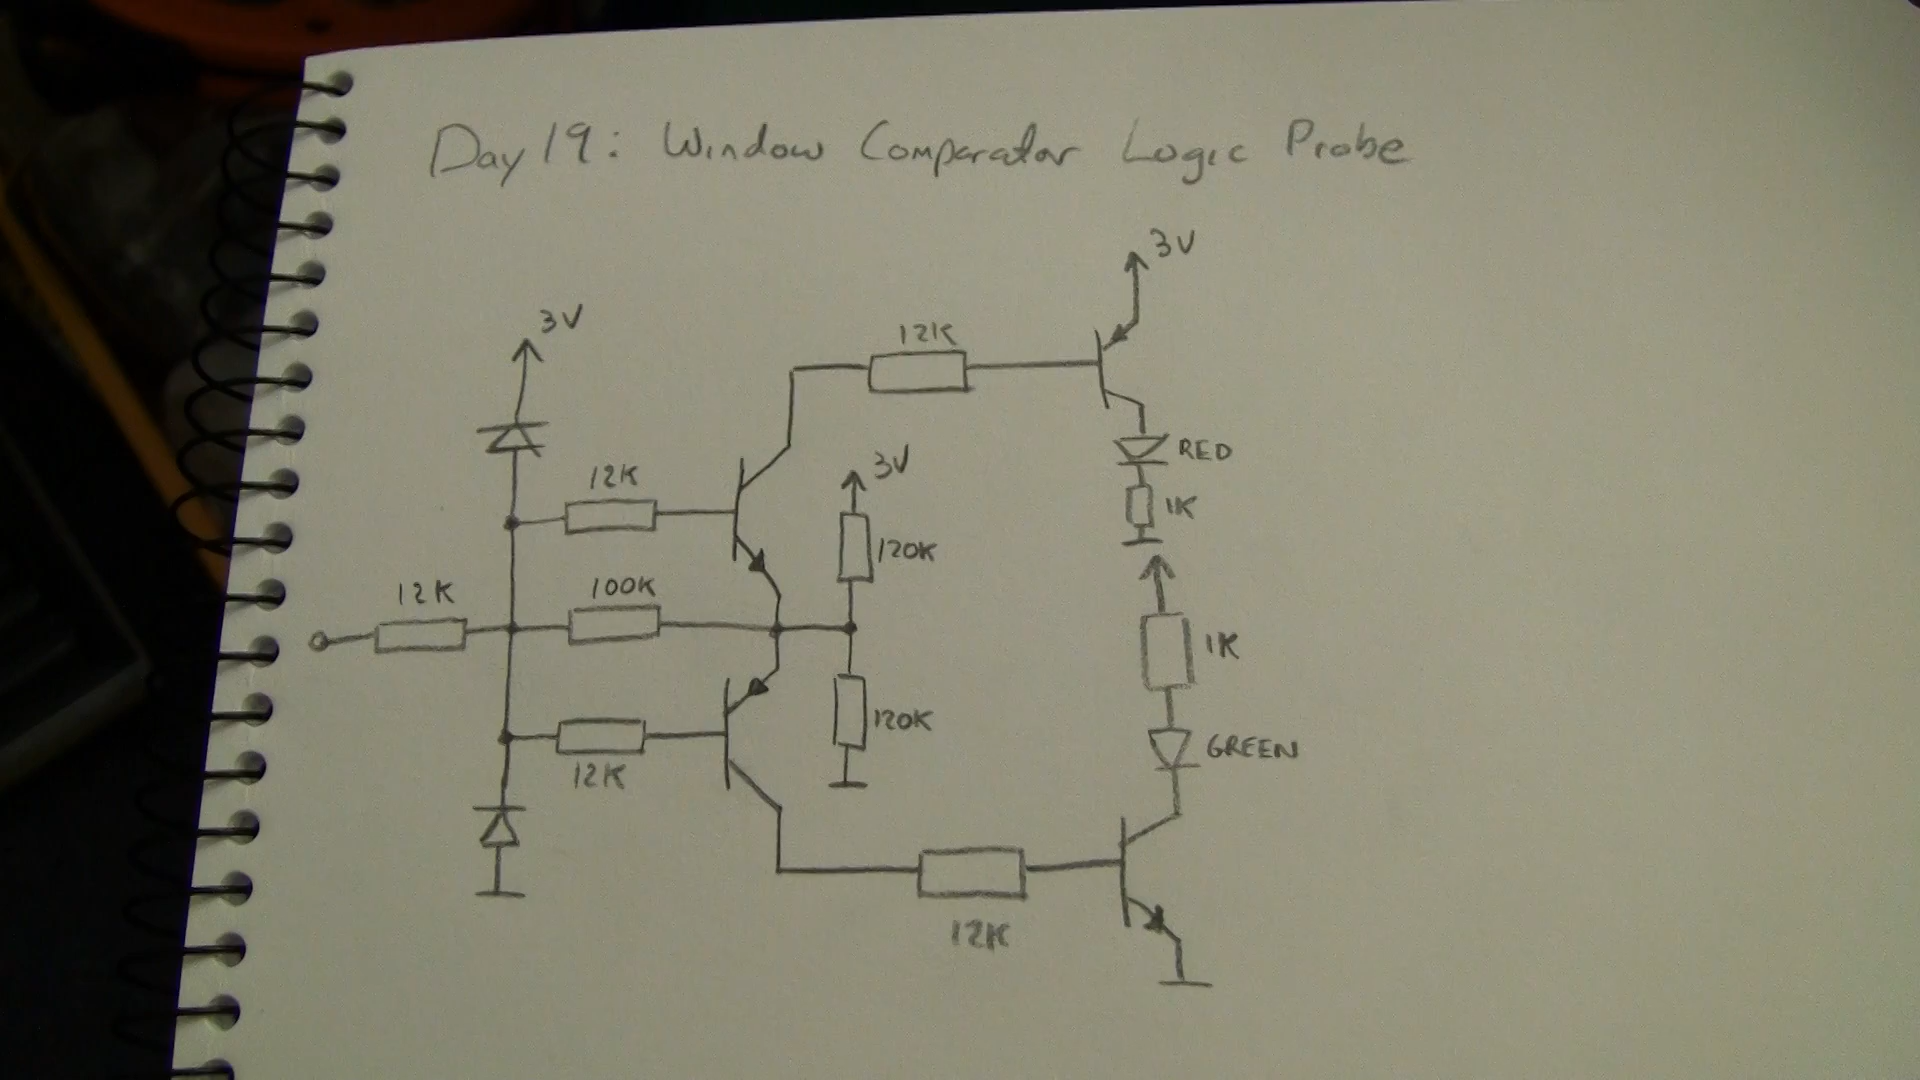 Day 19: Window Comparator Logic Probe
3V
3V
12K
RED
12K
3V
1K
120K
12K
100K
1K
120K
GREEN
12K
12K